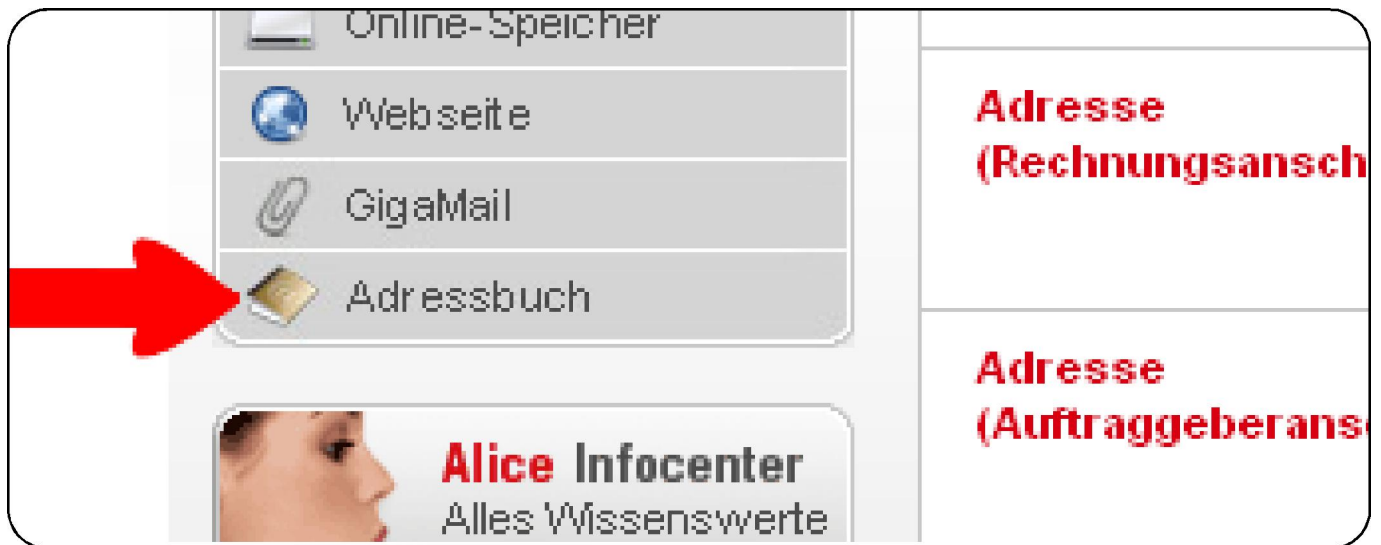 Online-Speicher
Webseite
GigaMail
Adressbuch
Alice Infocenter
Alles Wissenswerte
Adresse
(Rechnungsansch
Adresse
(Auftraggeberans